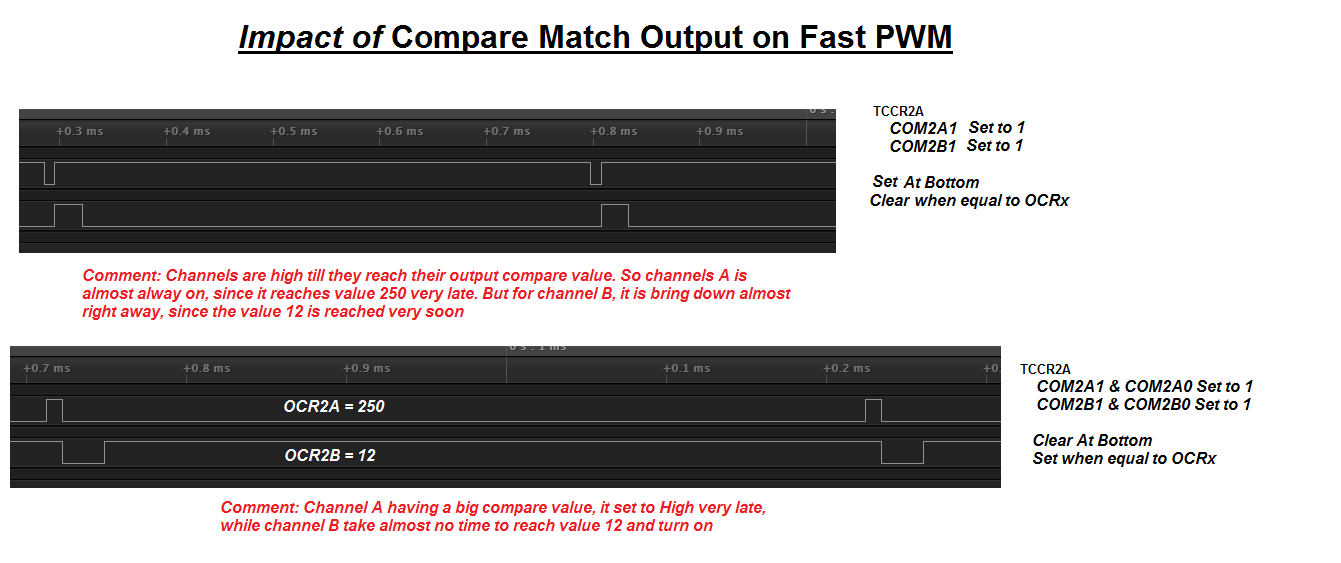 Impact of Compare Match Output on Fast PWM
+0.3 ms +0.4 ms +0.5 ms +0.6 ms +0.7 ms +0.8 ms +0.9 ms
TCCR2A
COM2A1 Set to 1
COM2B1 Set to 1
Set At Bottom
Clear when equal to OCRx
Comment: Channels are high till they reach their output compare value. So channels A is
almost alway on, since it reaches value 250 very late. But for channel B, it is bring down almost
right away, since the value 12 is reached very soon
+0.7 ms +0.8 ms +0.9 ms +0.1 ms +0.2 ms +0.
OCR2A = 250
OCR2B = 12
TCCR2A
COM2A1 & COM2A0 Set to 1
COM2B1 & COM2B0 Set to 1
Clear At Bottom
Set when equal to OCRx
Comment: Channel A having a big compare value, it set to High very late,
while channel B take almost no time to reach value 12 and turn on